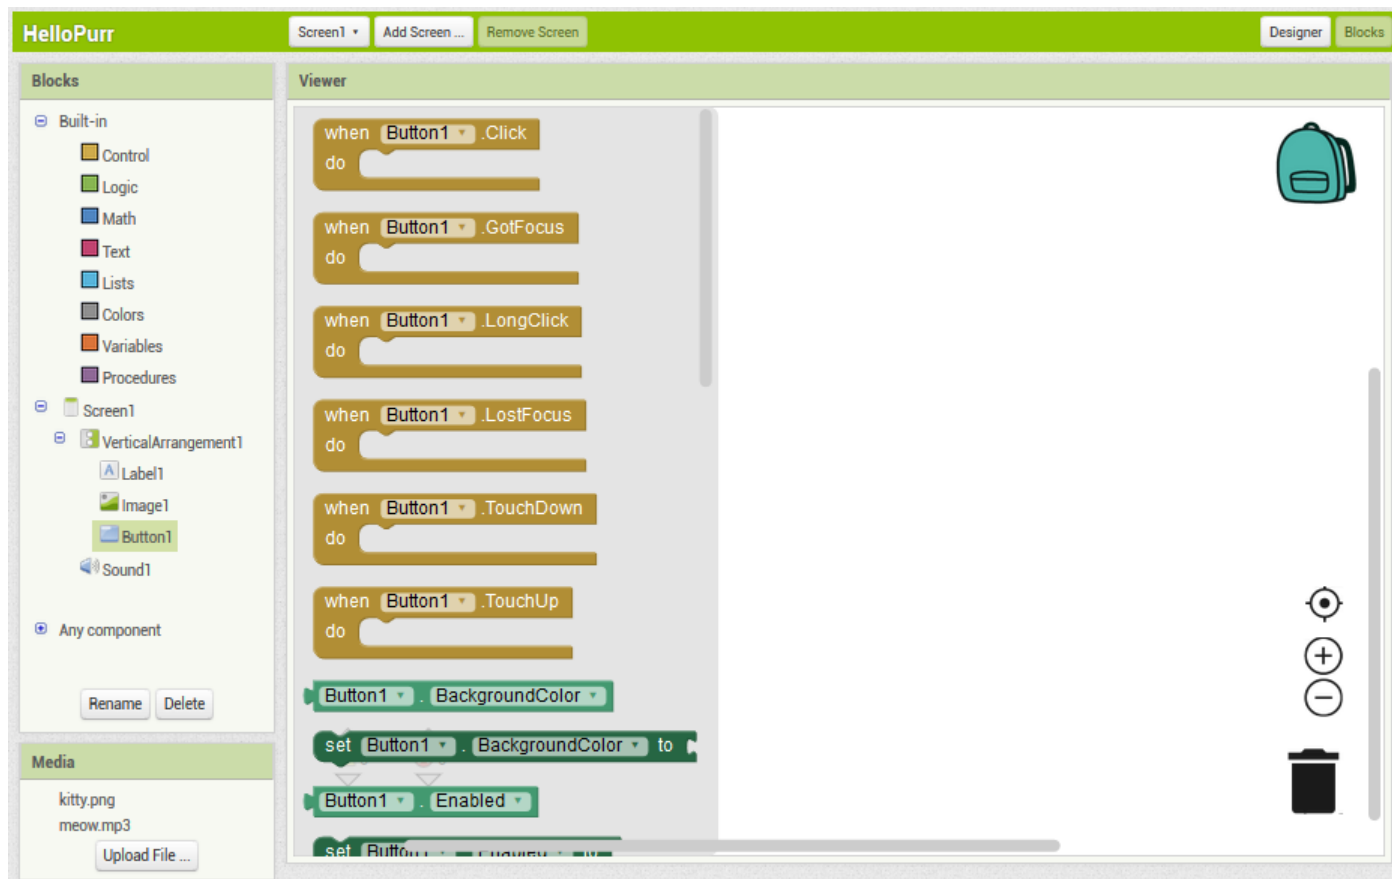 HelloPurr
Screen1 Add Screen ... Remove Screen
Designer Blocks
Blocks
Built-in
Control
Logic
Math
Text
Lists
Colors
Variables
Procedures
Screen1
VerticalArrangement1
A Label1
Image1
Button1
Sound1
Any component
Rename Delete
Media
kitty.png
meow.mp3
Upload File ...
Viewer
when Button1 .Click
do
when Button1 .GotFocus
do
when Button1 .LongClick
do
when Button1 .LostFocus
do
when Button1 .TouchDown
do
when Button1 .TouchUp
do
Button1 . BackgroundColor
set Button1 . BackgroundColor to
Button1 . Enabled
set Button1 . Enabled to